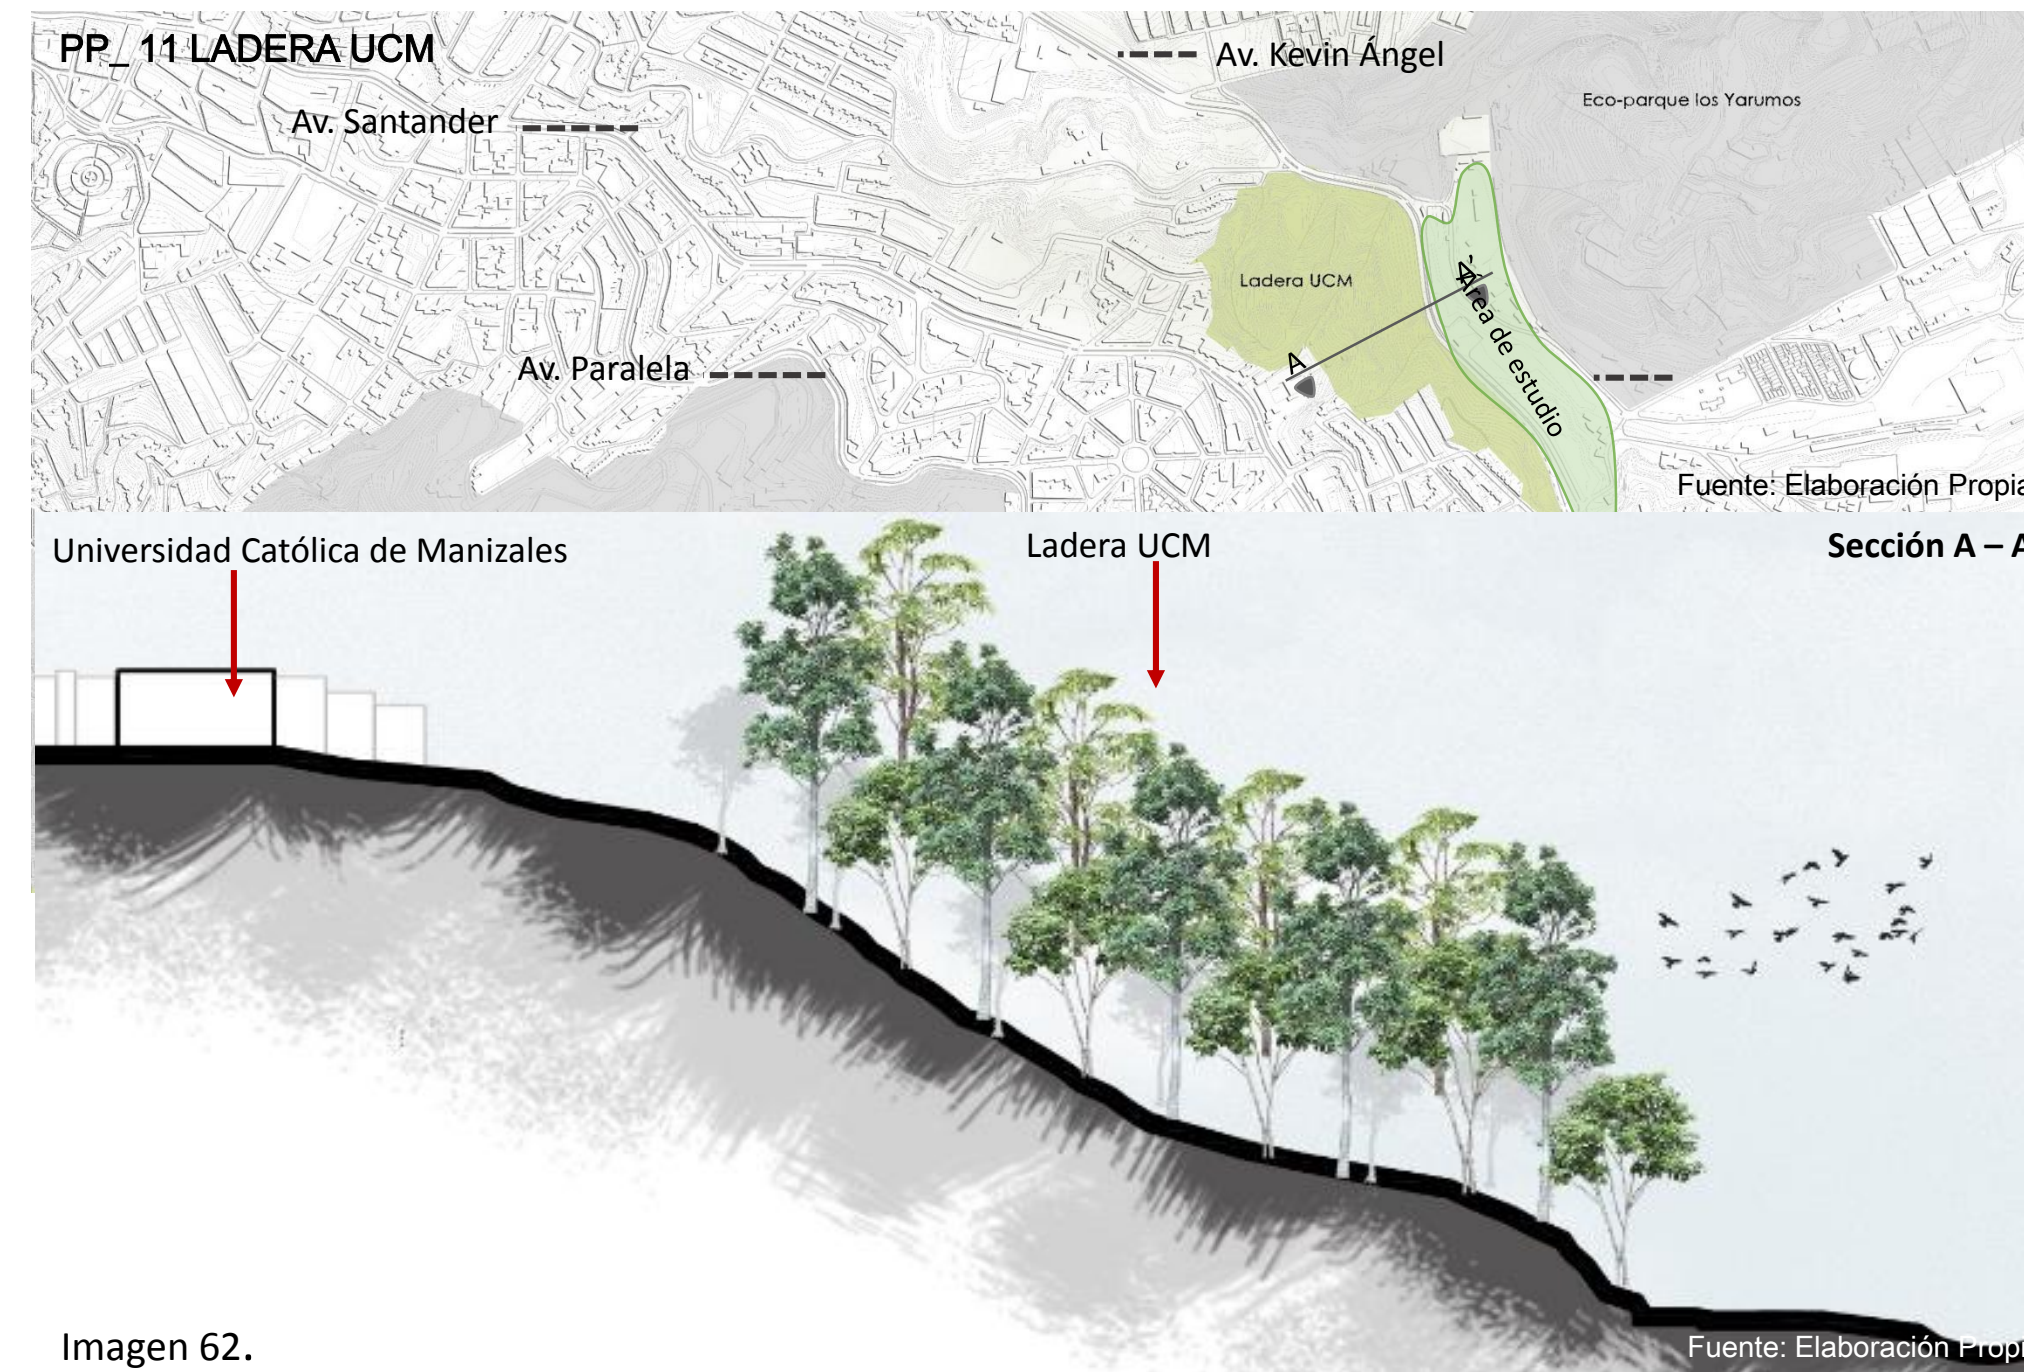 PP_ 11 LADERA UCM
Av. Kevin Ángel
Eco-parque los Yarumos
Av. Santander
Ladera UCM
A'
A
Área de estudio
Av. Paralela
Fuente: Elaboración Propia
Universidad Católica de Manizales
Ladera UCM
Sección A – A
Imagen 62.
Fuente: Elaboración Propi